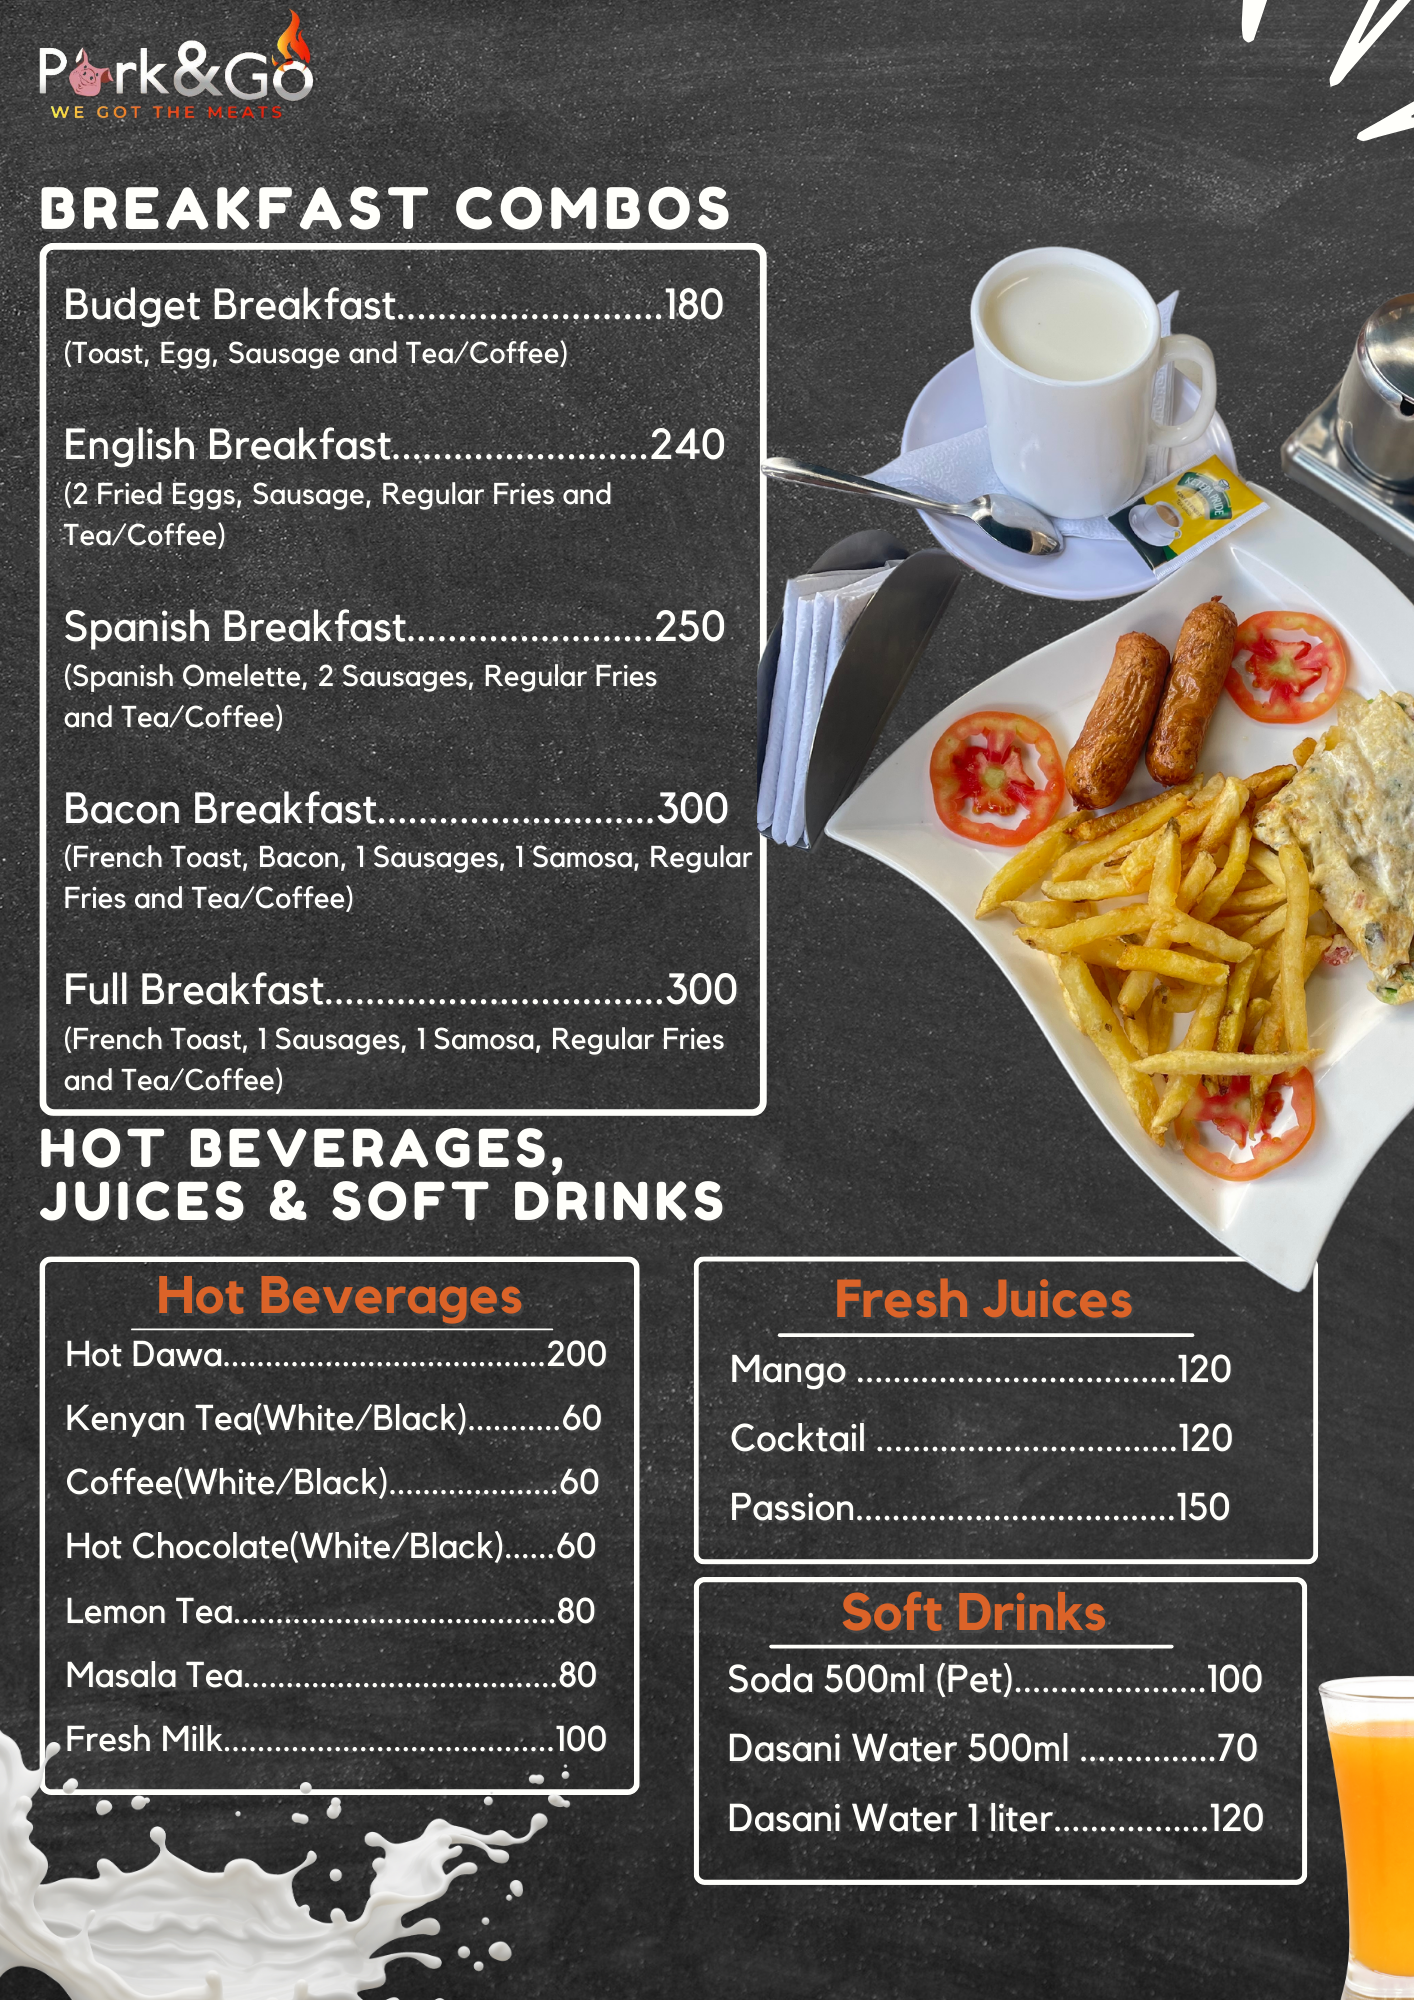 Pork&Go
WE GOT THE MEATS
BREAKFAST COMBOS
Budget Breakfast..........................180
(Toast, Egg, Sausage and Tea/Coffee)
English Breakfast.........................240
(2 Fried Eggs, Sausage, Regular Fries and
Tea/Coffee)
Spanish Breakfast........................250
(Spanish Omelette, 2 Sausages, Regular Fries
and Tea/Coffee)
Bacon Breakfast...........................300
(French Toast, Bacon, 1 Sausages, 1 Samosa, Regular
Fries and Tea/Coffee)
Full Breakfast.................................300
(French Toast, 1 Sausages, 1 Samosa, Regular Fries
and Tea/Coffee)
HOT BEVERAGES,
JUICES & SOFT DRINKS
Hot Beverages
Hot Dawa.......................................200
Kenyan Tea(White/Black)...........60
Coffee(White/Black)....................60
Hot Chocolate(White/Black)......60
Lemon Tea.......................................80
Masala Tea......................................80
Fresh Milk........................................100
Fresh Juices
Mango ...................................120
Cocktail .................................120
Passion...................................150
Soft Drinks
Soda 500ml (Pet).....................100
Dasani Water 500ml ...............70
Dasani Water 1 liter.................120